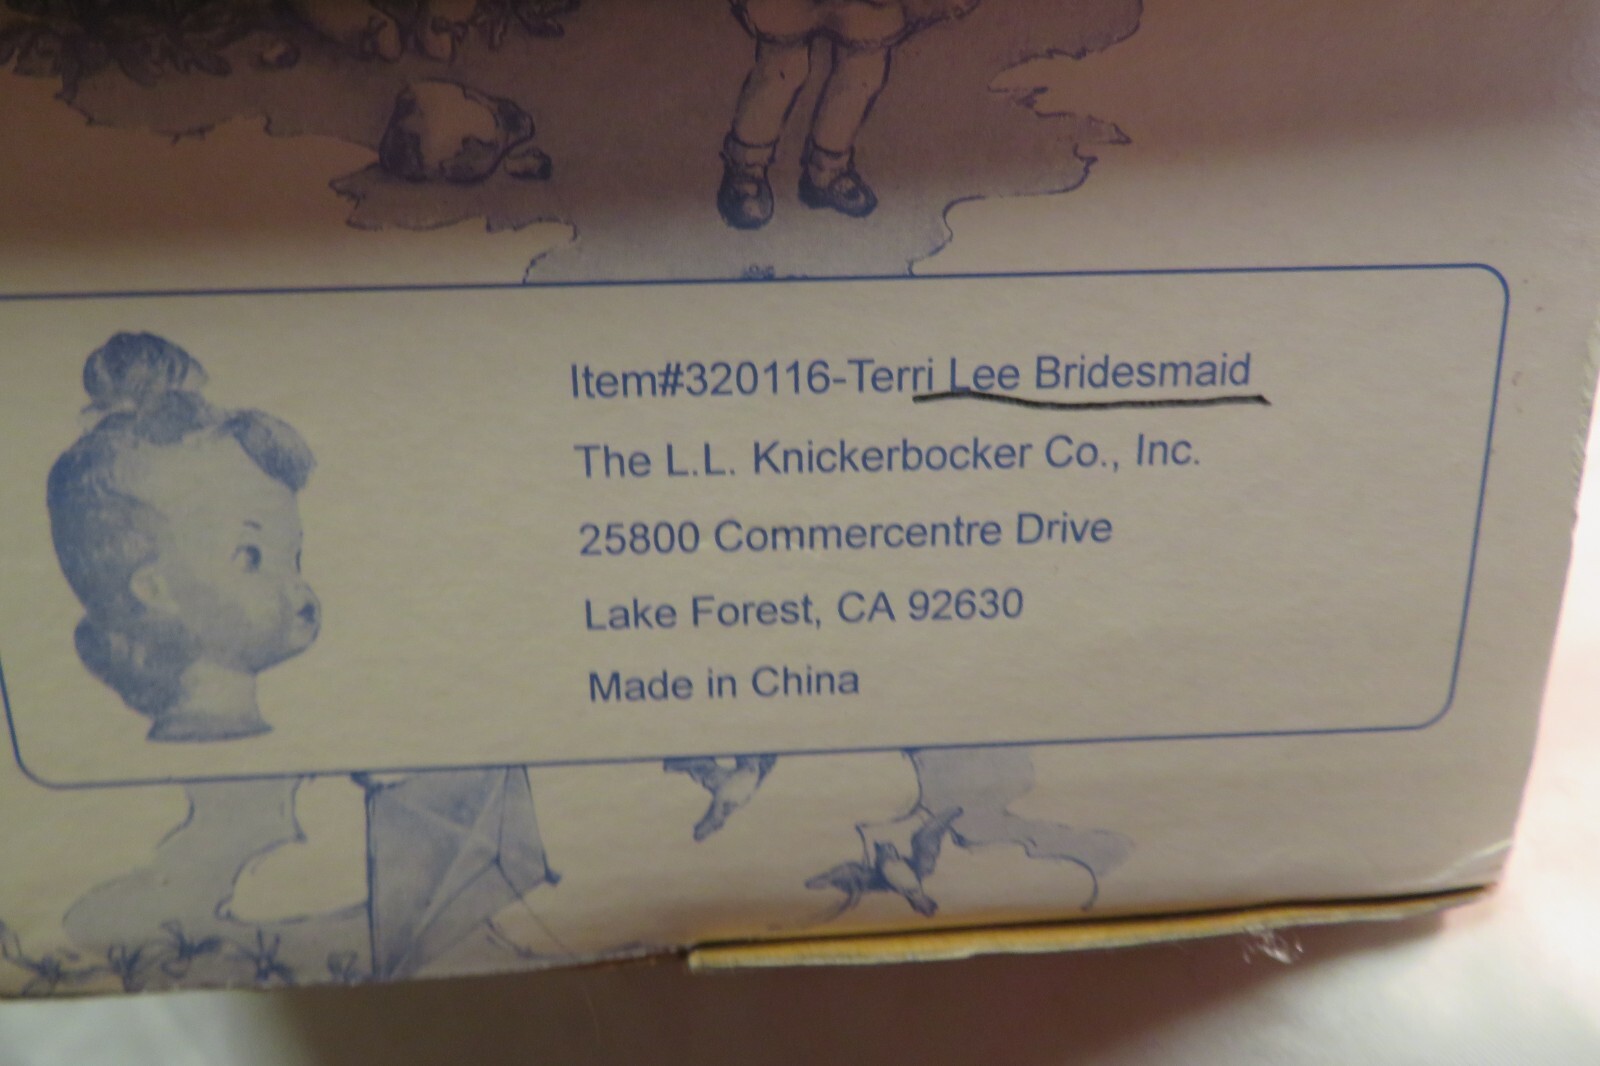 Item#320116-Terri Lee Bridesmaid
The L.L. Knickerbocker Co., Inc.
25800 Commercentre Drive
Lake Forest, CA 92630
Made in China